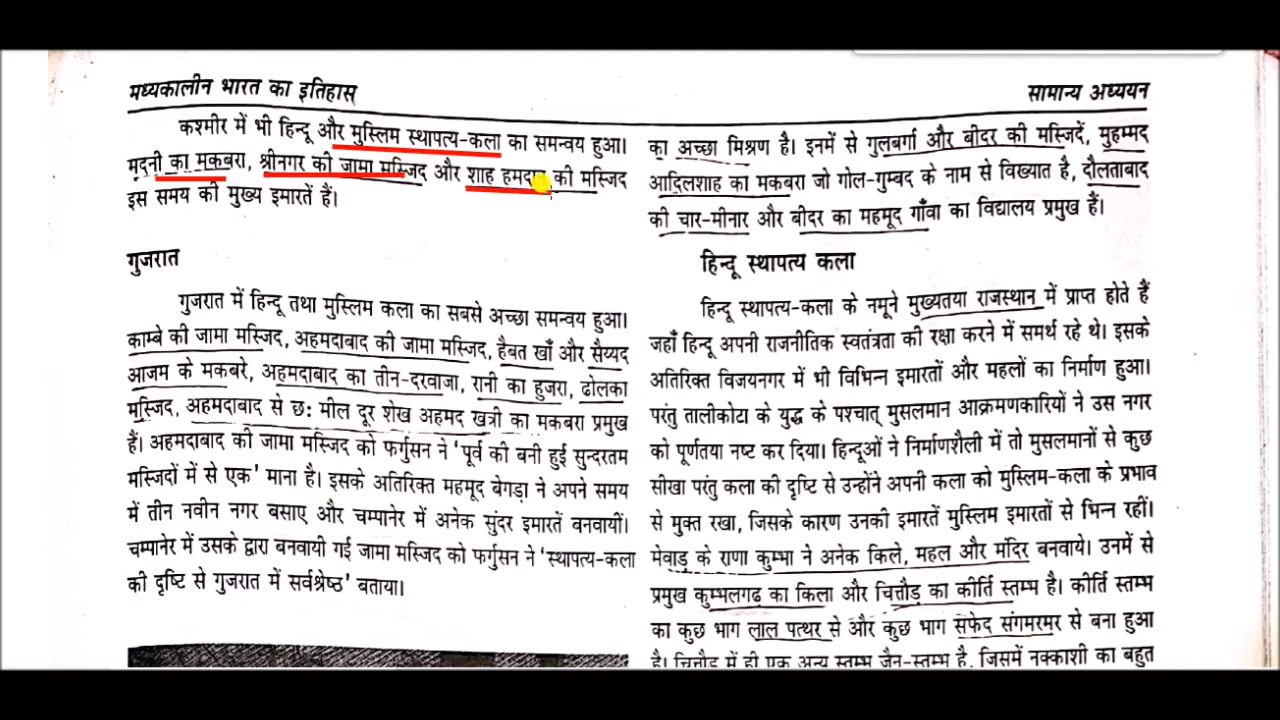 मध्यकालीन भारत का इतिहास
सामान्य अध्ययन
कश्मीर में भी हिन्दू और मुस्लिम स्थापत्य-कला का समन्वय हुआ।
मदनी का मकबरा, श्रीनगर की जामा मस्जिद और शाह हमदान की मस्जिद
इस समय की मुख्य इमारतें हैं।
गुजरात
गुजरात में हिन्दू तथा मुस्लिम कला का सबसे अच्छा समन्वय हुआ।
काम्बे की जामा मस्जिद, अहमदाबाद की जामा मस्जिद, हैबत खाँ और सैय्यद
आजम के मकबरे, अहमदाबाद का तीन-दरवाजा, रानी का हुजरा, ढोलका
मस्जिद, अहमदाबाद से छः मील दूर शेख अहमद खत्री का मकबरा प्रमुख
हैं। अहमदाबाद की जामा मस्जिद को फर्गुसन ने 'पूर्व की बनी हुई सुन्दरतम
मस्जिदों में से एक' माना है। इसके अतिरिक्त महमूद बेगड़ा ने अपने समय
में तीन नवीन नगर बसाए और चम्पानेर में अनेक सुंदर इमारतें बनवायीं।
चम्पानेर में उसके द्वारा बनवायी गई जामा मस्जिद को फर्गुसन ने 'स्थापत्य-कला
की दृष्टि से गुजरात में सर्वश्रेष्ठ' बताया।
का अच्छा मिश्रण है। इनमें से गुलबर्गा और बीदर की मस्जिदें, मुहम्मद
आदिलशाह का मकबरा जो गोल-गुम्बद के नाम से विख्यात है, दौलताबाद
की चार-मीनार और बीदर का महमूद गाँवा का विद्यालय प्रमुख हैं।
हिन्दू स्थापत्य कला
हिन्दू स्थापत्य-कला के नमूने मुख्यतया राजस्थान में प्राप्त होते हैं
जहाँ हिन्दू अपनी राजनीतिक स्वतंत्रता की रक्षा करने में समर्थ रहे थे। इसके
अतिरिक्त विजयनगर में भी विभिन्न इमारतों और महलों का निर्माण हुआ।
परंतु तालीकोटा के युद्ध के पश्चात् मुसलमान आक्रमणकारियों ने उस नगर
को पूर्णतया नष्ट कर दिया। हिन्दूओं ने निर्माणशैली में तो मुसलमानों से कुछ
सीखा परंतु कला की दृष्टि से उन्होंने अपनी कला को मुस्लिम-कला के प्रभाव
से मुक्त रखा, जिसके कारण उनकी इमारतें मुस्लिम इमारतों से भिन्न रहीं।
मेवाड़ के राणा कुम्भा ने अनेक किले, महल और मंदिर बनवाये। उनमें से
प्रमुख कुम्भलगढ़ का किला और चित्तौड़ का कीर्ति स्तम्भ है। कीर्ति स्तम्भ
का कुछ भाग लाल पत्थर से और कुछ भाग सफेद संगमरमर से बना हुआ
है। चित्तौड़ में ही एक अन्य स्तम्भ जैन-स्तम्भ है, जिसमें नक्काशी का बहुत